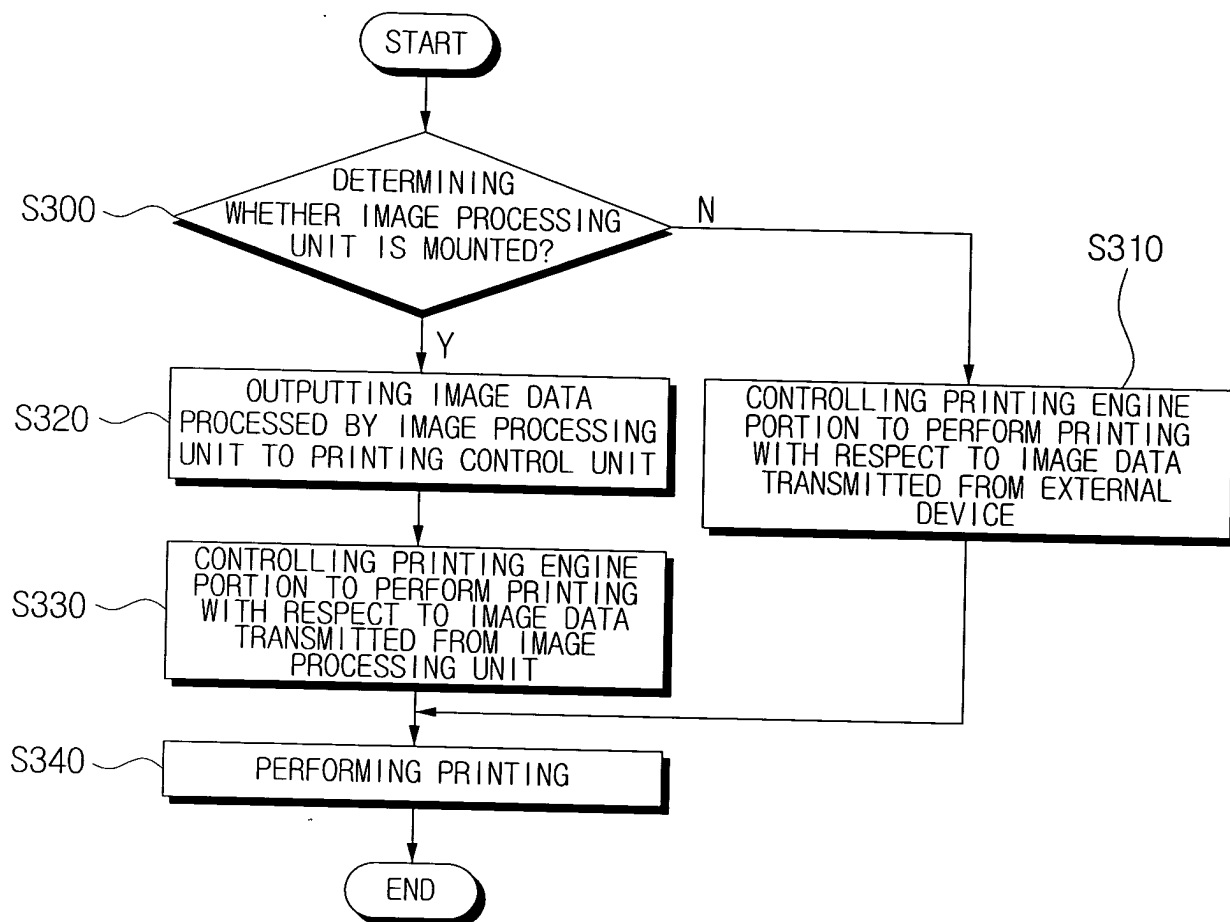 START
DETERMINING
WHETHER IMAGE PROCESSING
UNIT IS MOUNTED?
S300
N
S310
Y
OUTPUTTING IMAGE DATA
PROCESSED BY IMAGE PROCESSING
UNIT TO PRINTING CONTROL UNIT
S320
CONTROLLING PRINTING ENGINE
PORTION TO PERFORM PRINTING
WITH RESPECT TO IMAGE DATA
TRANSMITTED FROM EXTERNAL
DEVICE
CONTROLLING PRINTING ENGINE
PORTION TO PERFORM PRINTING
WITH RESPECT TO IMAGE DATA
TRANSMITTED FROM IMAGE
PROCESSING UNIT
S330
S340
PERFORMING PRINTING
END